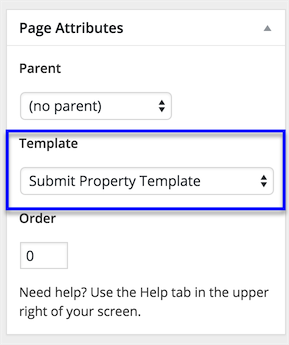 Page Attributes
Parent
(no parent)
Template
Submit Property Template
Order
0
Need help? Use the Help tab in the upper
right of your screen.